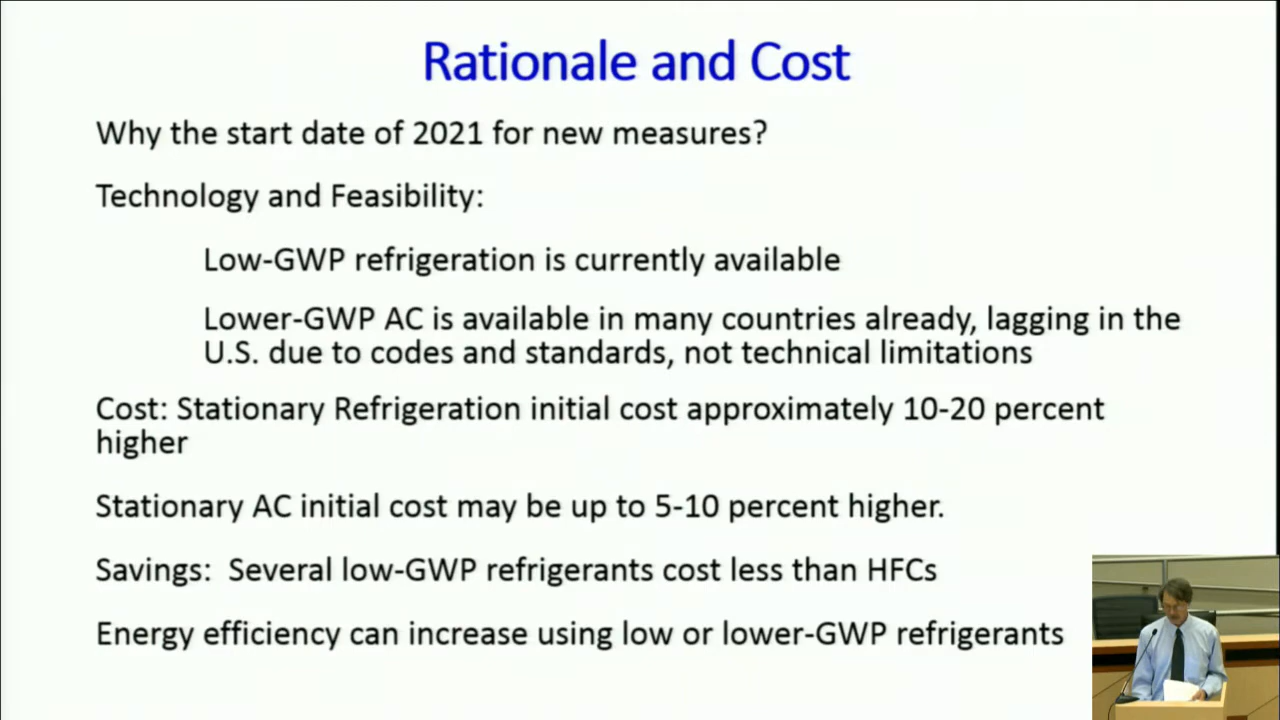 Rationale and Cost
Why the start date of 2021 for new measures?
Technology and Feasibility:
Low-GWP refrigeration is currently available
Lower-GWP AC is available in many countries already, lagging in the
U.S. due to codes and standards, not technical limitations
Cost: Stationary Refrigeration initial cost approximately 10-20 percent
higher
Stationary AC initial cost may be up to 5-10 percent higher.
Savings:  Several low-GWP refrigerants cost less than HFCs
Energy efficiency can increase using low or lower-GWP refrigerants